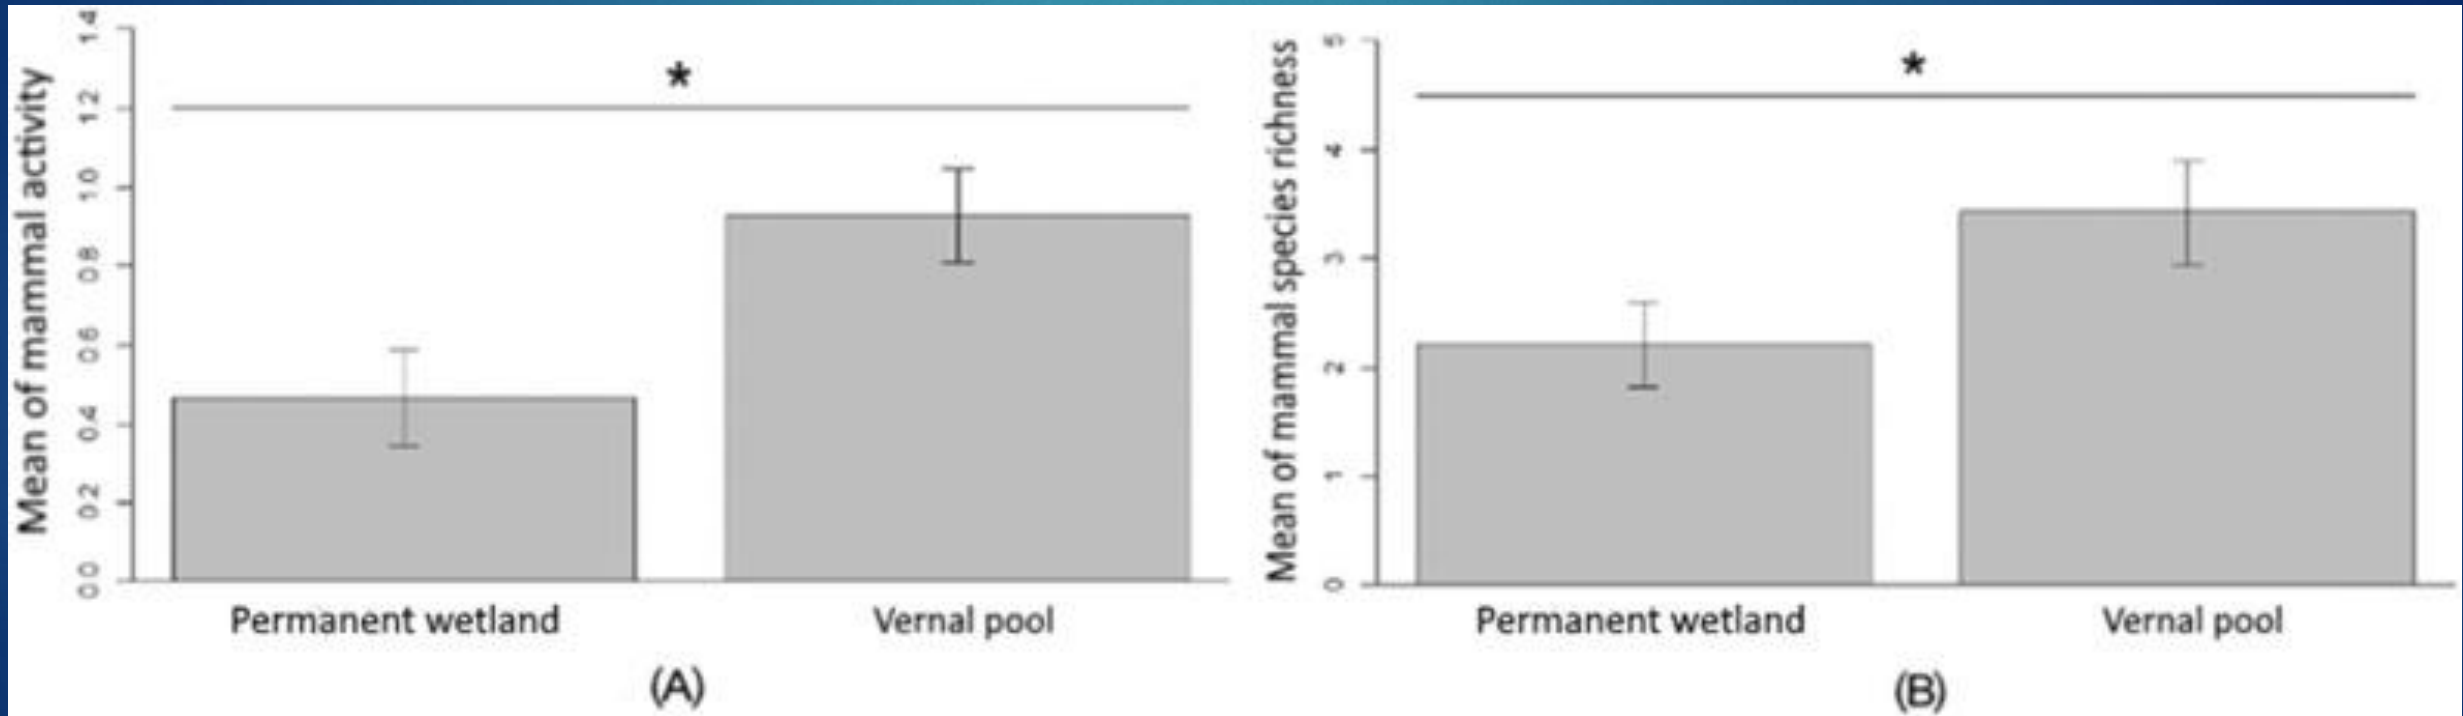 Mean of mammal activity
1.4
1.2
1.0
0.8
0.6
0.4
0.2
0.0
*
Permanent wetland
Vernal pool
(A)
Mean of mammal species richness
5
4
3
2
1
0
*
Permanent wetland
Vernal pool
(B)